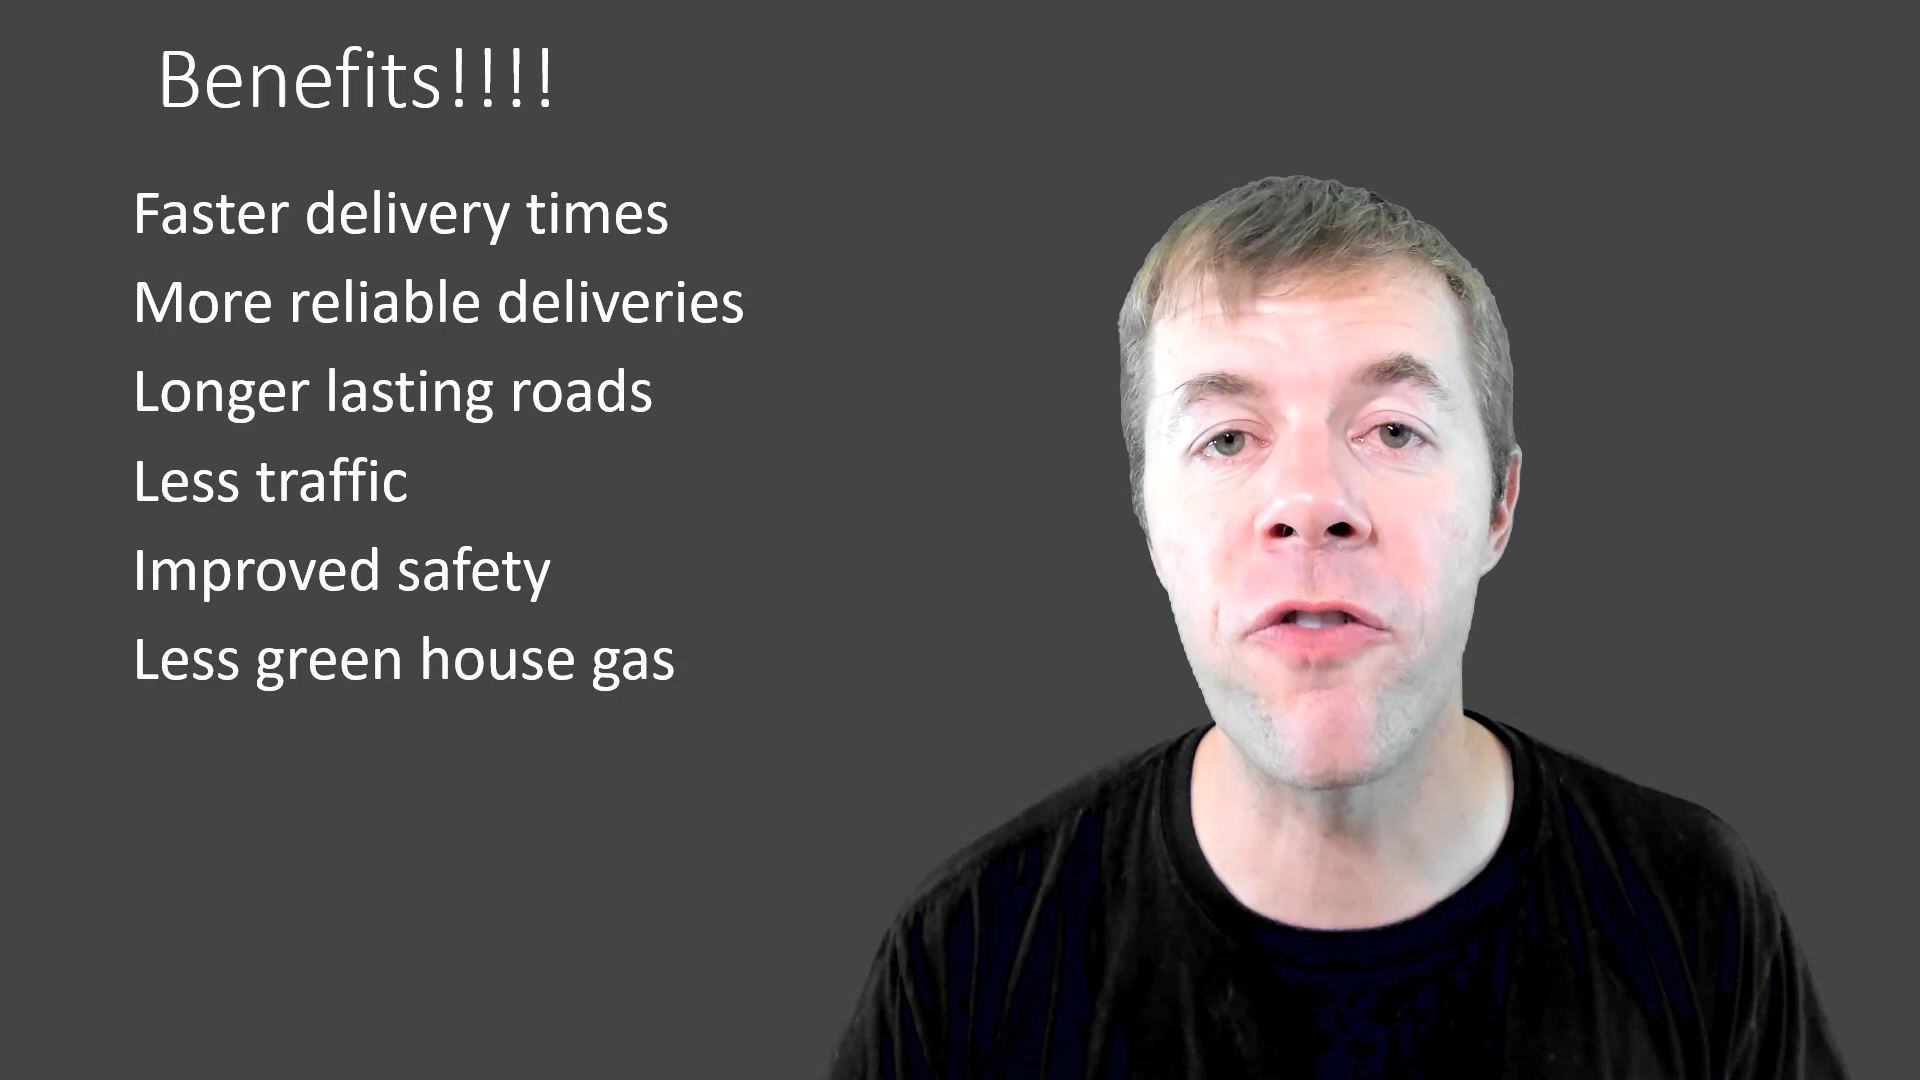 Benefits!!!!
Faster delivery times
More reliable deliveries
Longer lasting roads
Less traffic
Improved safety
Less green house gas